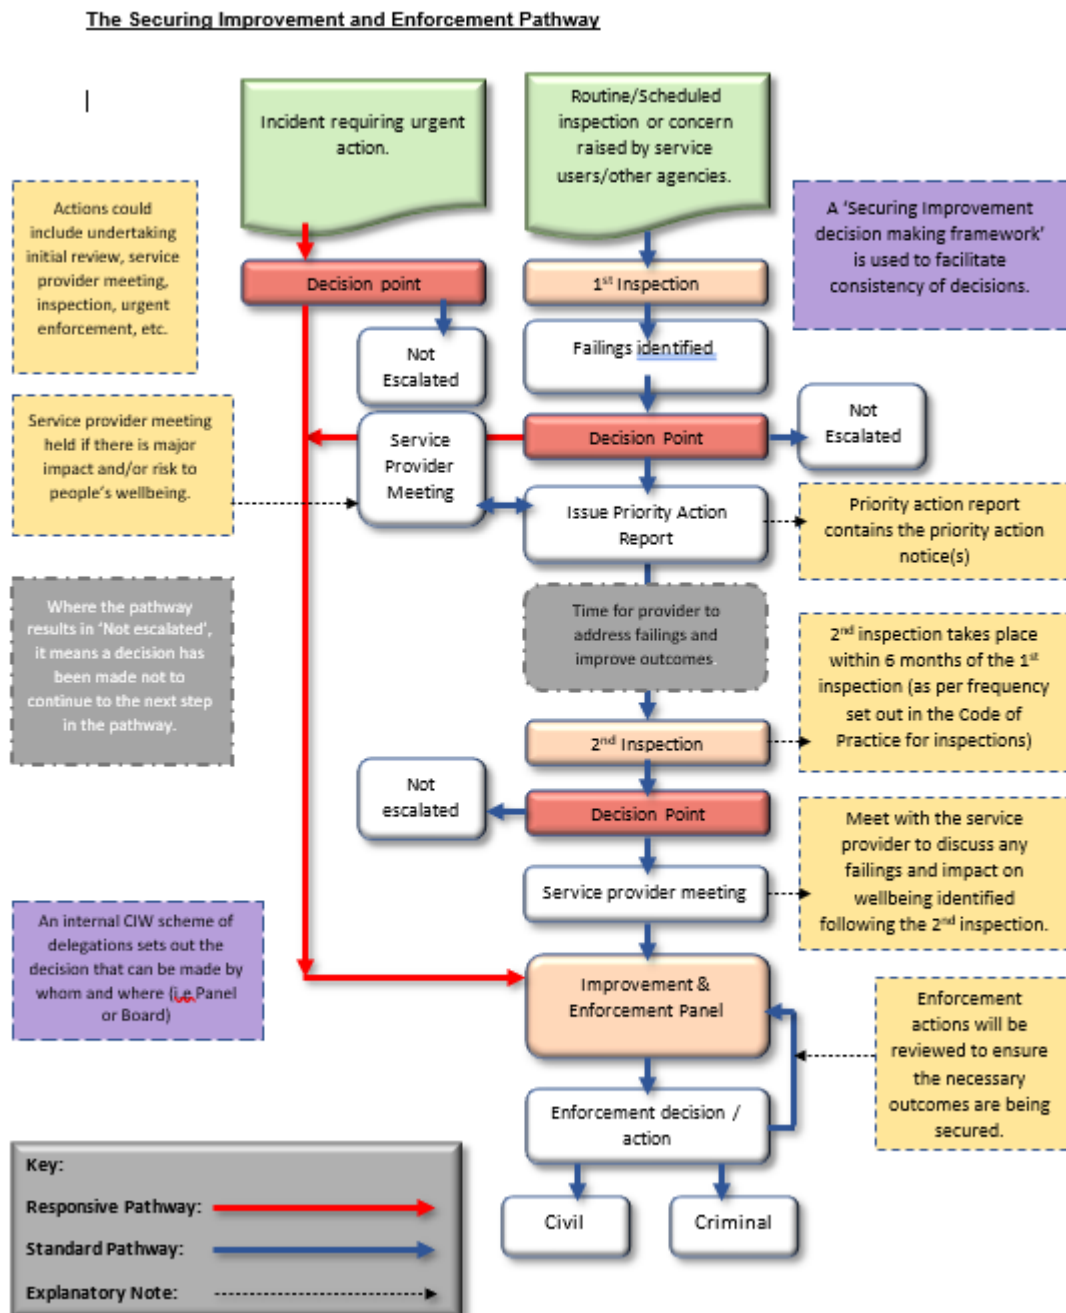 The Securing Improvement and Enforcement Pathway
Incident requiring urgent
action.
Routine/Scheduled
inspection or concern
raised by service
users/other agencies.
Actions could
include undertaking
initial review, service
provider meeting,
inspection, urgent
enforcement, etc.
A ‘Securing Improvement
decision making framework’
is used to facilitate
consistency of decisions.
Decision point
1st Inspection
Not
Escalated
Failings identified
Service provider meeting
held if there is major
impact and/or risk to
people’s wellbeing.
Service
Provider
Meeting
Decision Point
Not
Escalated
Issue Priority Action
Report
Priority action report
contains the priority action
notice(s)
Where the pathway
results in ‘Not escalated’,
it means a decision has
been made not to
continue to the next step
in the pathway.
Time for provider to
address failings and
improve outcomes.
2nd inspection takes place
within 6 months of the 1st
inspection (as per frequency
set out in the Code of
Practice for inspections)
2nd Inspection
Not
escalated
Decision Point
Meet with the service
provider to discuss any
failings and impact on
wellbeing identified
following the 2nd inspection.
Service provider meeting
An internal CIW scheme of
delegations sets out the
decision that can be made by
whom and where (i.e Panel
or Board)
Improvement &
Enforcement Panel
Enforcement
actions will be
reviewed to ensure
the necessary
outcomes are being
secured.
Enforcement decision /
action
Civil
Criminal
Key:
Responsive Pathway:
Standard Pathway:
Explanatory Note: